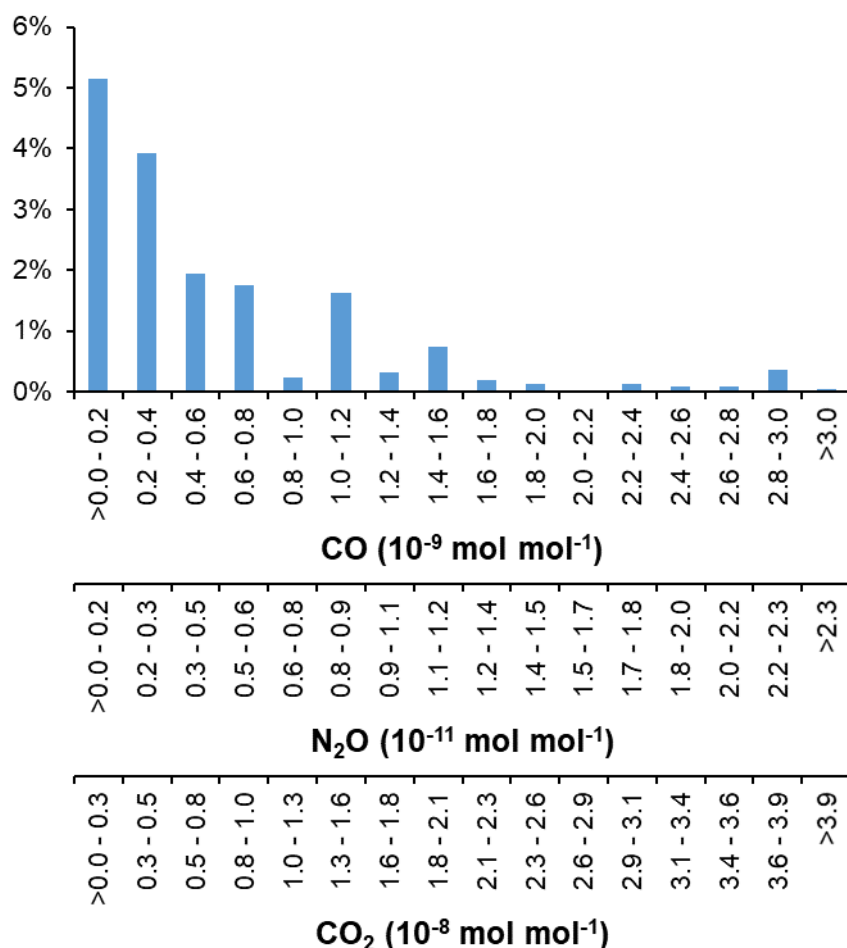 6%
5%
4%
3%
2%
1%
0%
>0.0 - 0.2
0.2 - 0.4
0.4 - 0.6
0.6 - 0.8
0.8 - 1.0
1.0 - 1.2
1.2 - 1.4
1.4 - 1.6
1.6 - 1.8
1.8 - 2.0
2.0 - 2.2
2.2 - 2.4
2.4 - 2.6
2.6 - 2.8
2.8 - 3.0
>3.0
CO (10⁻⁹ mol mol⁻¹)
>0.0 - 0.2
0.2 - 0.3
0.3 - 0.5
0.5 - 0.6
0.6 - 0.8
0.8 - 0.9
0.9 - 1.1
1.1 - 1.2
1.2 - 1.4
1.4 - 1.5
1.5 - 1.7
1.7 - 1.8
1.8 - 2.0
2.0 - 2.2
2.2 - 2.3
>2.3
N₂O (10⁻¹¹ mol mol⁻¹)
>0.0 - 0.3
0.3 - 0.5
0.5 - 0.8
0.8 - 1.0
1.0 - 1.3
1.3 - 1.6
1.6 - 1.8
1.8 - 2.1
2.1 - 2.3
2.3 - 2.6
2.6 - 2.9
2.9 - 3.1
3.1 - 3.4
3.4 - 3.6
3.6 - 3.9
>3.9
CO₂ (10⁻⁸ mol mol⁻¹)